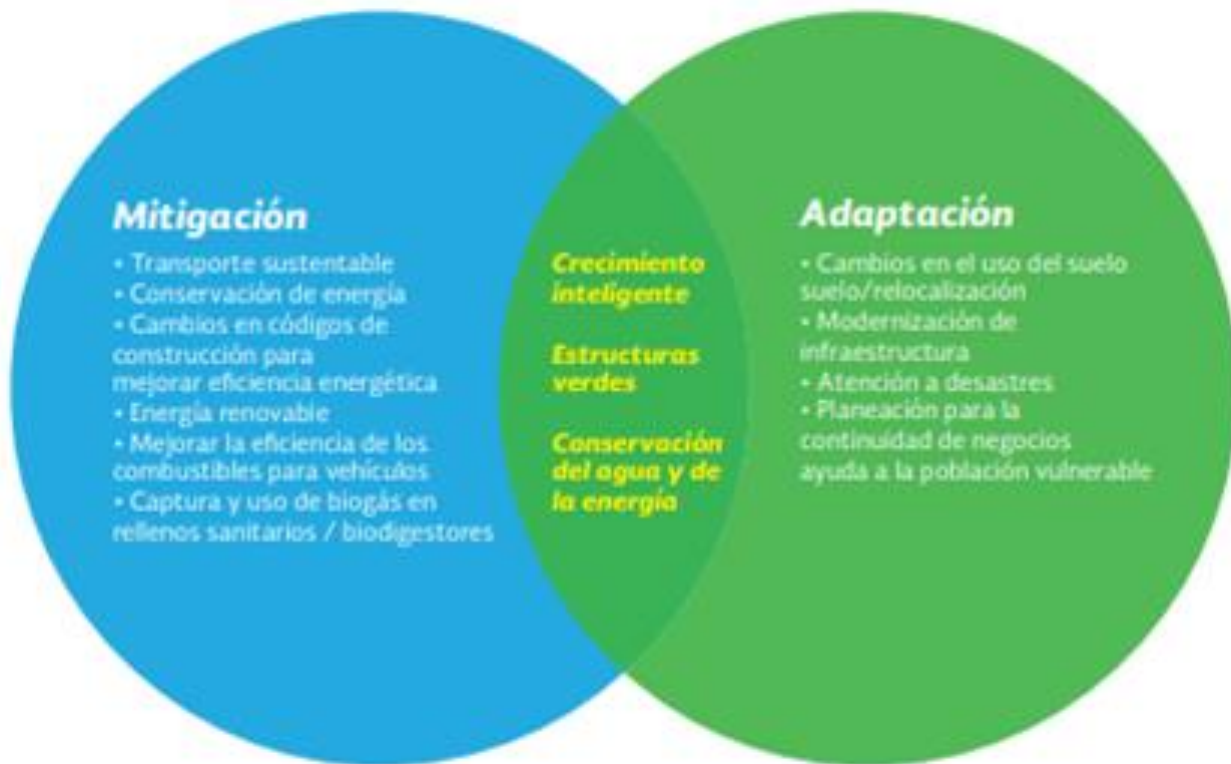 Mitigación
• Transporte sustentable
• Conservación de energía
• Cambios en códigos de
construcción para
mejorar eficiencia energética
• Energía renovable
• Mejorar la eficiencia de los
combustibles para vehículos
• Captura y uso de biogás en
rellenos sanitarios / biodigestores
Crecimiento
inteligente
Estructuras
verdes
Conservación
del agua y de
la energía
Adaptación
• Cambios en el uso del suelo
suelo/relocalización
• Modernización de
infraestructura
• Atención a desastres
• Planeación para la
continuídad de negocios
ayuda a la población vulnerable